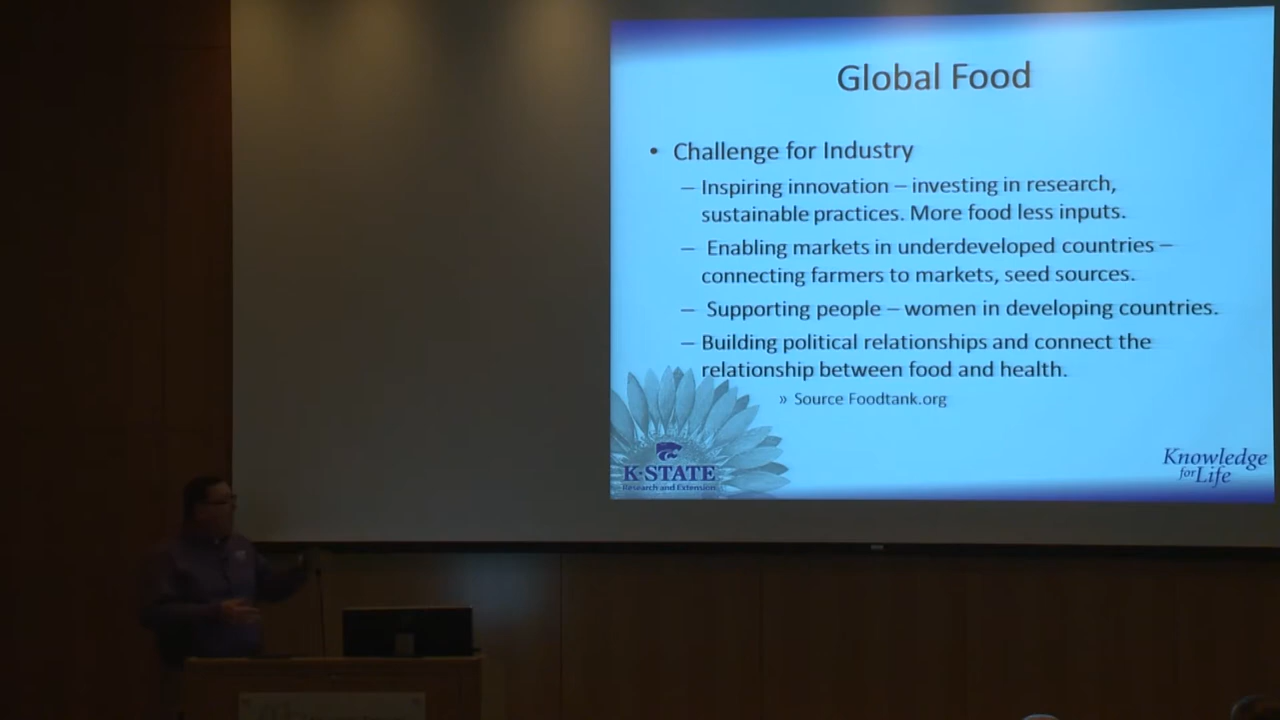 Global Food
• Challenge for Industry
– Inspiring innovation – investing in research,
sustainable practices. More food less inputs.
– Enabling markets in underdeveloped countries –
connecting farmers to markets, seed sources.
– Supporting people – women in developing countries.
– Building political relationships and connect the
relationship between food and health.
» Source Foodtank.org
K-STATE
Research and Extension
Knowledge
for Life